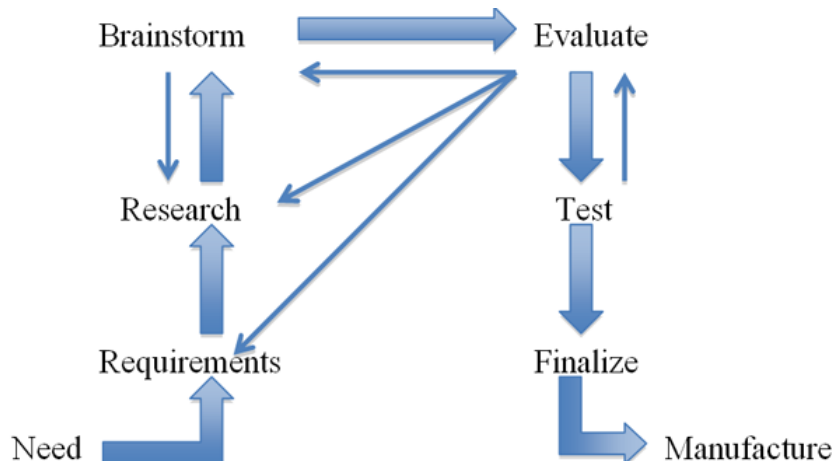 Brainstorm
Evaluate
Research
Test
Requirements
Finalize
Need
Manufacture